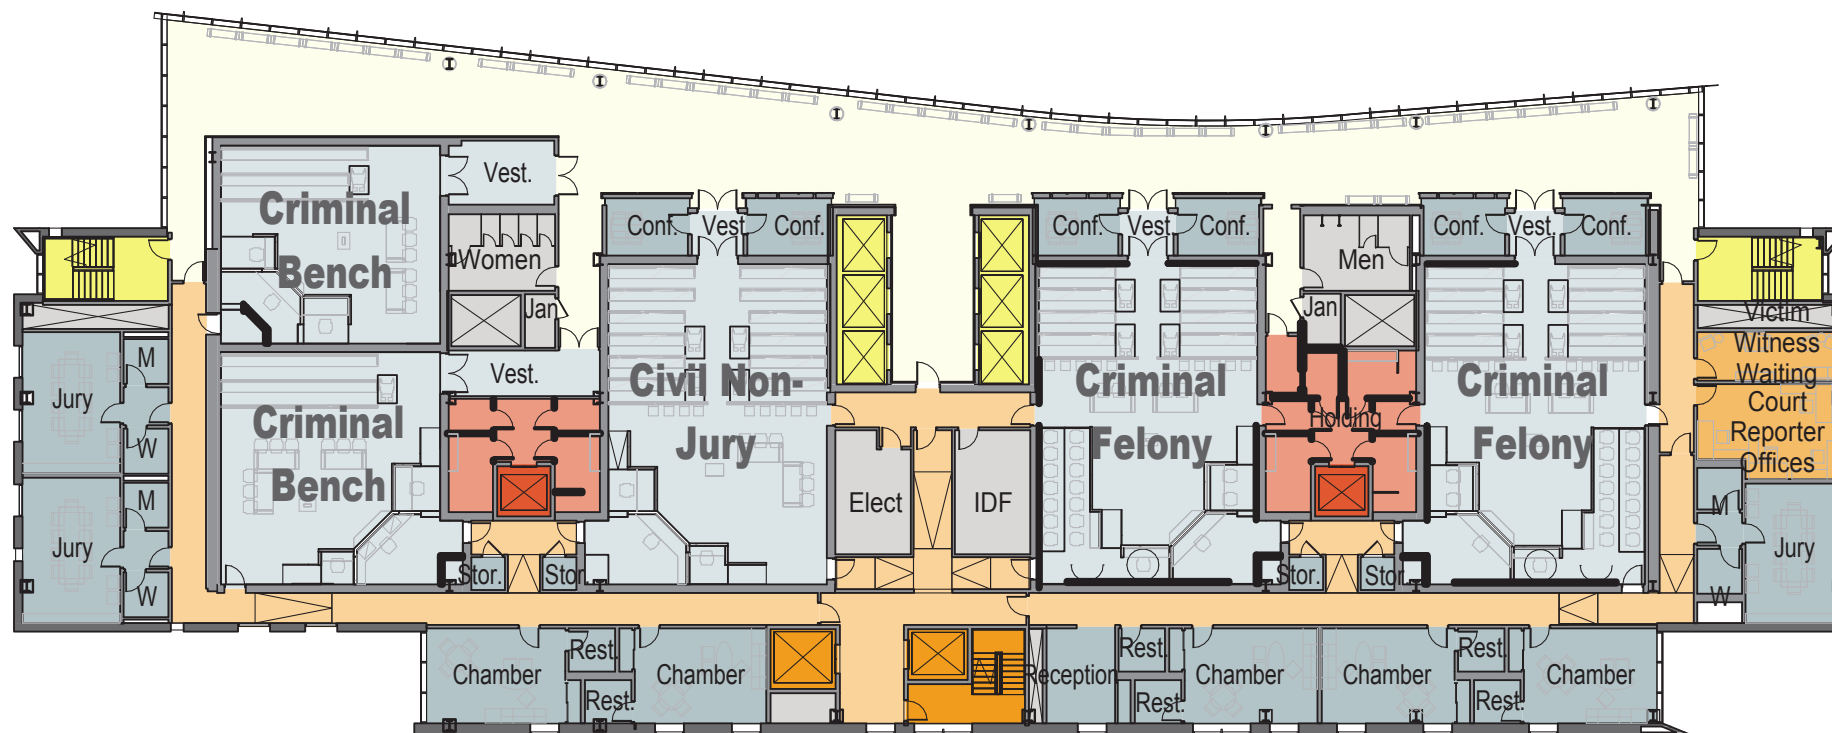 Vest.
Criminal
Bench
Women
Jan
Conf.
Vest.
Conf.
Conf.
Vest.
Conf.
Men
Jan
Conf.
Vest.
Conf.
Victim
Witness
Waiting
Court
Reporter
Offices
Jury
M
W
Vest.
Criminal
Bench
Civil Non-
Jury
Criminal
Felony
Holding
Criminal
Felony
Elect
IDF
Jury
M
W
Stor.
Stor
Stor.
Stor
M
W
Jury
Chamber
Rest.
Rest.
Chamber
Reception
Rest.
Rest.
Chamber
Chamber
Rest.
Rest.
Chamber